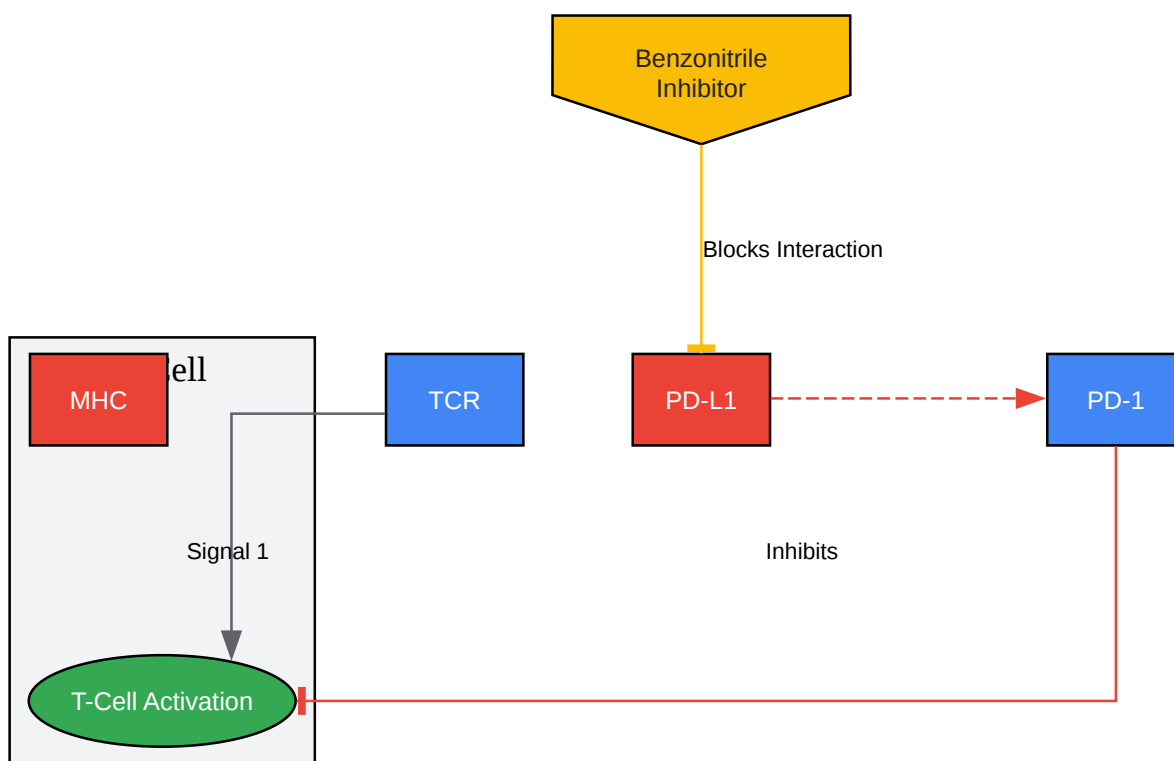 Benzonitrile
Inhibitor
Blocks Interaction
MHC
TCR
PD-L1
PD-1
Signal 1
Inhibits
T-Cell Activation